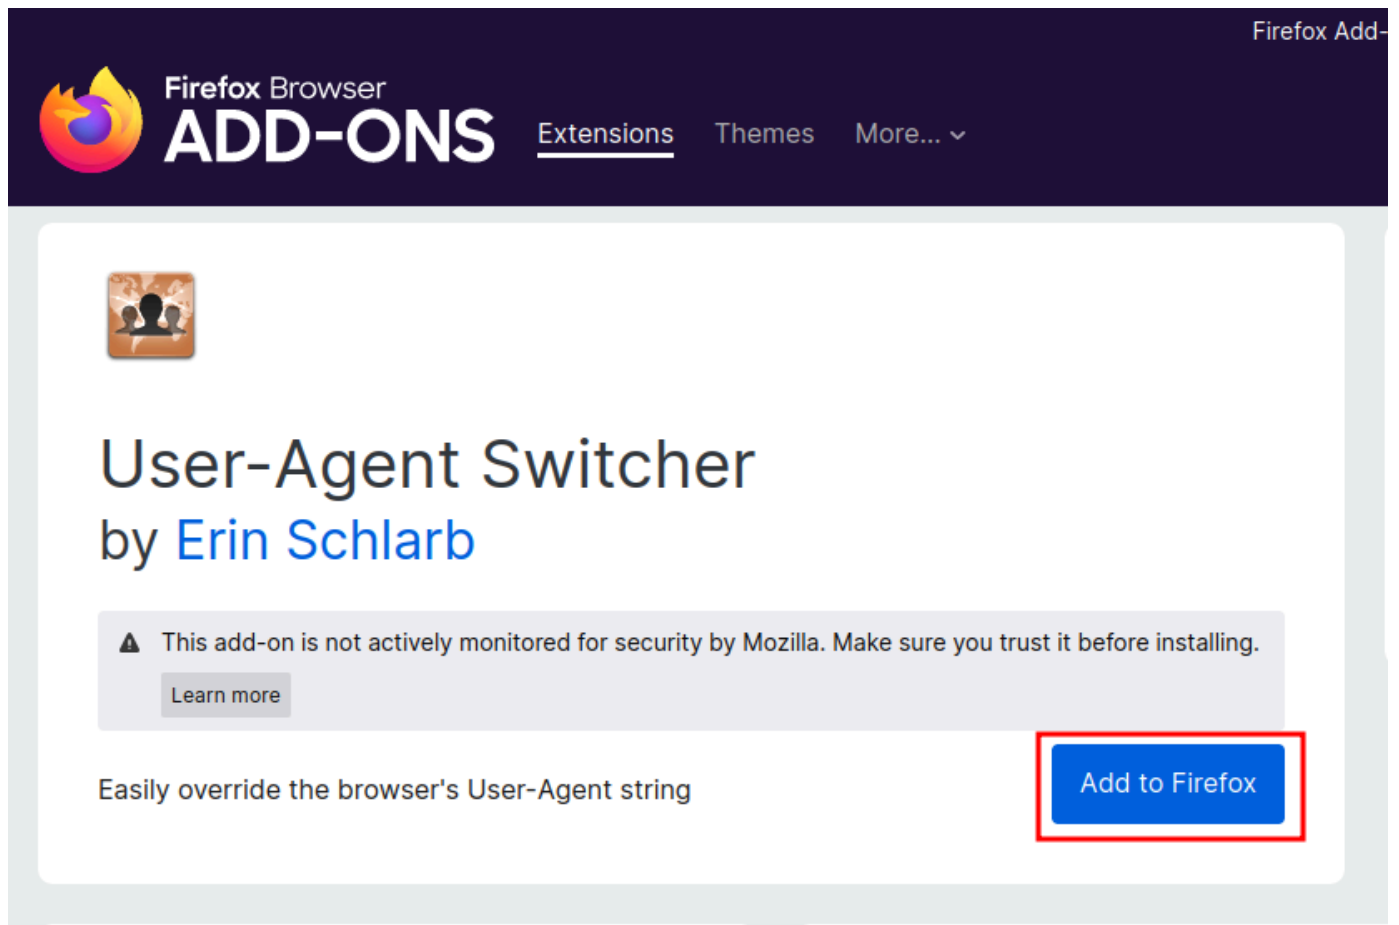 Firefox Add-
Firefox Browser
ADD-ONS
Extensions Themes More...
User-Agent Switcher
by Erin Schlarb
This add-on is not actively monitored for security by Mozilla. Make sure you trust it before installing.
Learn more
Easily override the browser's User-Agent string
Add to Firefox